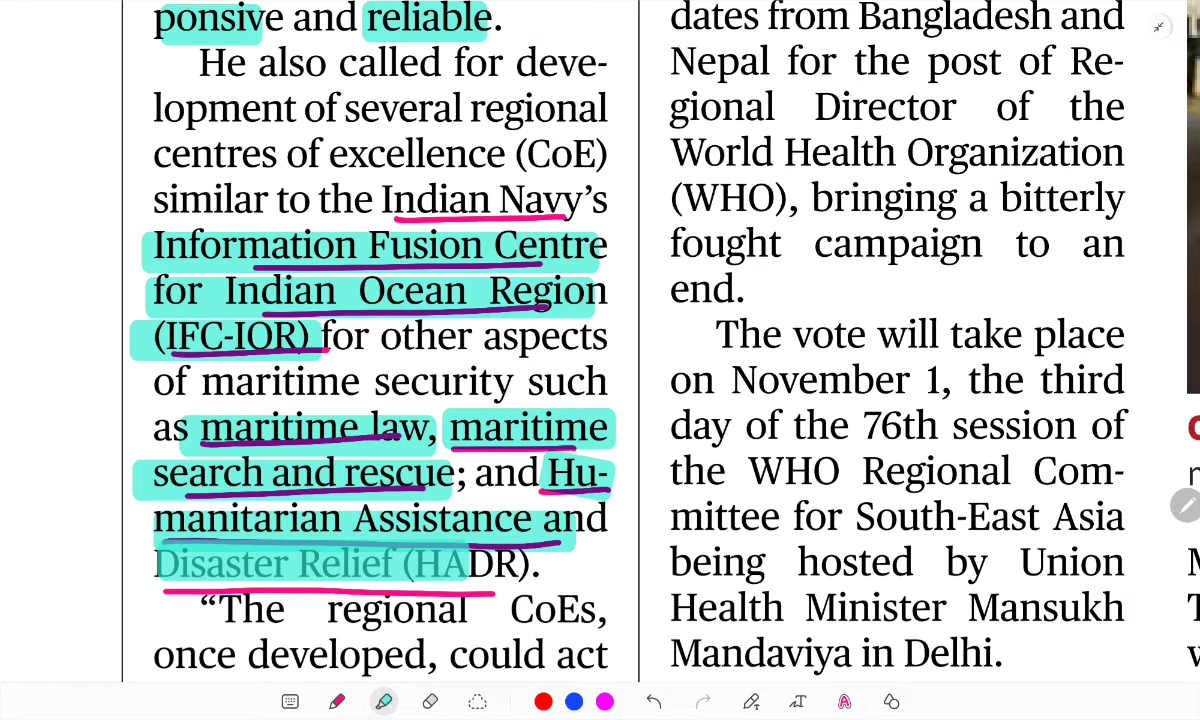 ponsive and reliable.
He also called for deve-
lopment of several regional
centres of excellence (CoE)
similar to the Indian Navy’s
Information Fusion Centre
for Indian Ocean Region
(IFC-IOR) for other aspects
of maritime security such
as maritime law, maritime
search and rescue; and Hu-
manitarian Assistance and
Disaster Relief (HADR).
“The regional CoEs,
once developed, could act
dates from Bangladesh and
Nepal for the post of Re-
gional Director of the
World Health Organization
(WHO), bringing a bitterly
fought campaign to an
end.
The vote will take place
on November 1, the third
day of the 76th session of
the WHO Regional Com-
mittee for South-East Asia
being hosted by Union
Health Minister Mansukh
Mandaviya in Delhi.